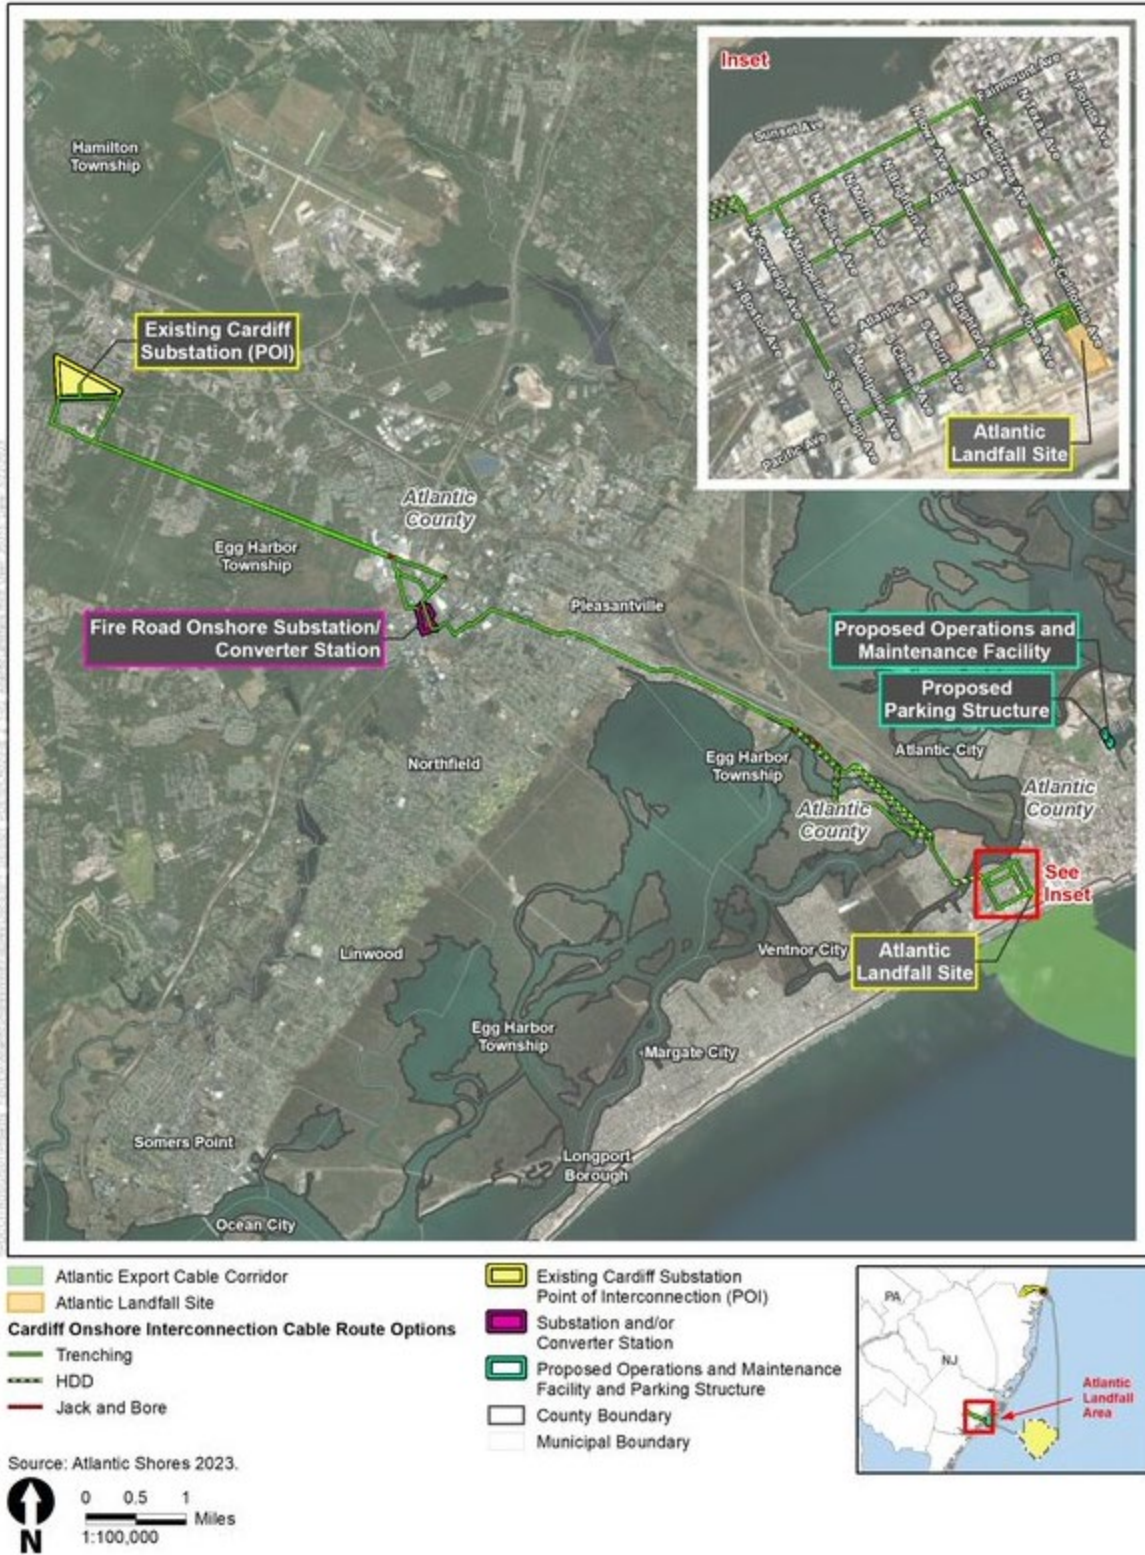 Hamilton
Township
Existing Cardiff
Substation (POI)
Atlantic
County
Egg Harbor
Township
Fire Road Onshore Substation/
Converter Station
Pleasantville
Proposed Operations and
Maintenance Facility
Proposed
Parking Structure
Northfield
Egg Harbor
Township
Atlantic City
Atlantic
County
Atlantic
County
See
Inset
Linwood
Ventnor City
Atlantic
Landfall Site
Egg Harbor
Township
Margate City
Somers Point
Longport
Borough
Ocean City
Inset
Sunset Ave
Fairmount Ave
N Iowa Ave
N California Ave
N Texas Ave
N Brighton Ave
Arctic Ave
N Morris Ave
N Chelsea Ave
N Montpelier Ave
N Sovereign Ave
N Boston Ave
Atlantic Ave
S Brighton Ave
S Iowa Ave
S California Ave
S Morris Ave
S Chelsea Ave
S Montpelier Ave
S Sovereign Ave
Pacific Ave
Atlantic
Landfall Site
Atlantic Export Cable Corridor
Atlantic Landfall Site
Cardiff Onshore Interconnection Cable Route Options
Trenching
HDD
Jack and Bore
Existing Cardiff Substation
Point of Interconnection (POI)
Substation and/or
Converter Station
Proposed Operations and Maintenance
Facility and Parking Structure
County Boundary
Municipal Boundary
PA
NJ
Atlantic
Landfall
Area
Source: Atlantic Shores 2023.
N
0 0.5 1
Miles
1:100,000